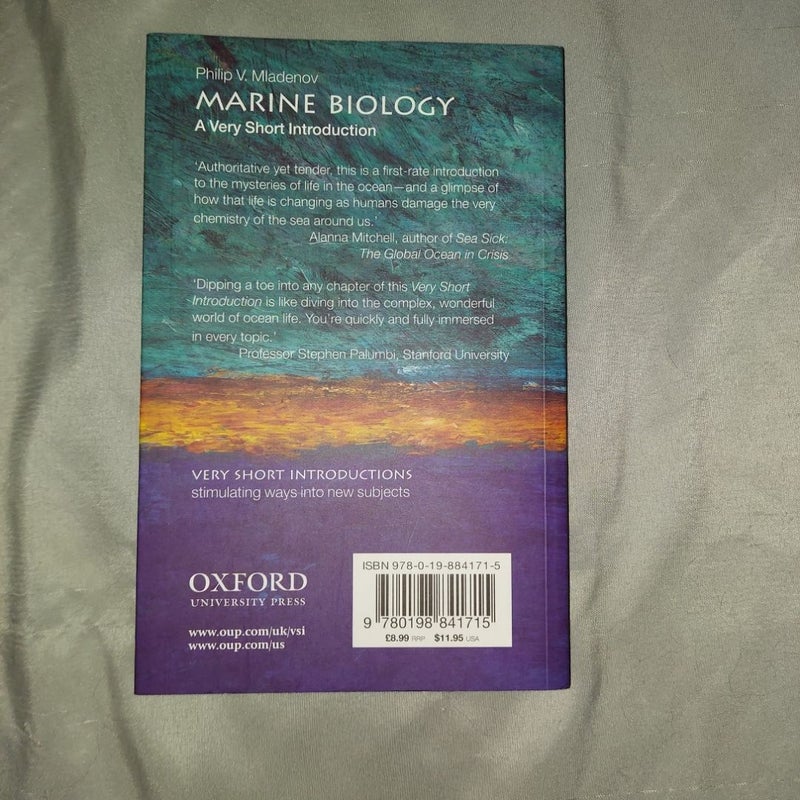 Philip V. Mladenov
MARINE BIOLOGY
A Very Short Introduction
‘Authoritative yet tender, this is a first-rate introduction
to the mysteries of life in the ocean—and a glimpse of
how that life is changing as humans damage the very
chemistry of the sea around us.’
Alanna Mitchell, author of Sea Sick:
The Global Ocean in Crisis
‘Dipping a toe into any chapter of this Very Short
Introduction is like diving into the complex, wonderful
world of ocean life. You're quickly and fully immersed
in every topic.’
Professor Stephen Palumbi, Stanford University
VERY SHORT INTRODUCTIONS
stimulating ways into new subjects
OXFORD
UNIVERSITY PRESS
www.oup.com/uk/vsi
www.oup.com/us
ISBN 978-0-19-884171-5
9 780198 841715
£8.99 RRP $11.95 USA